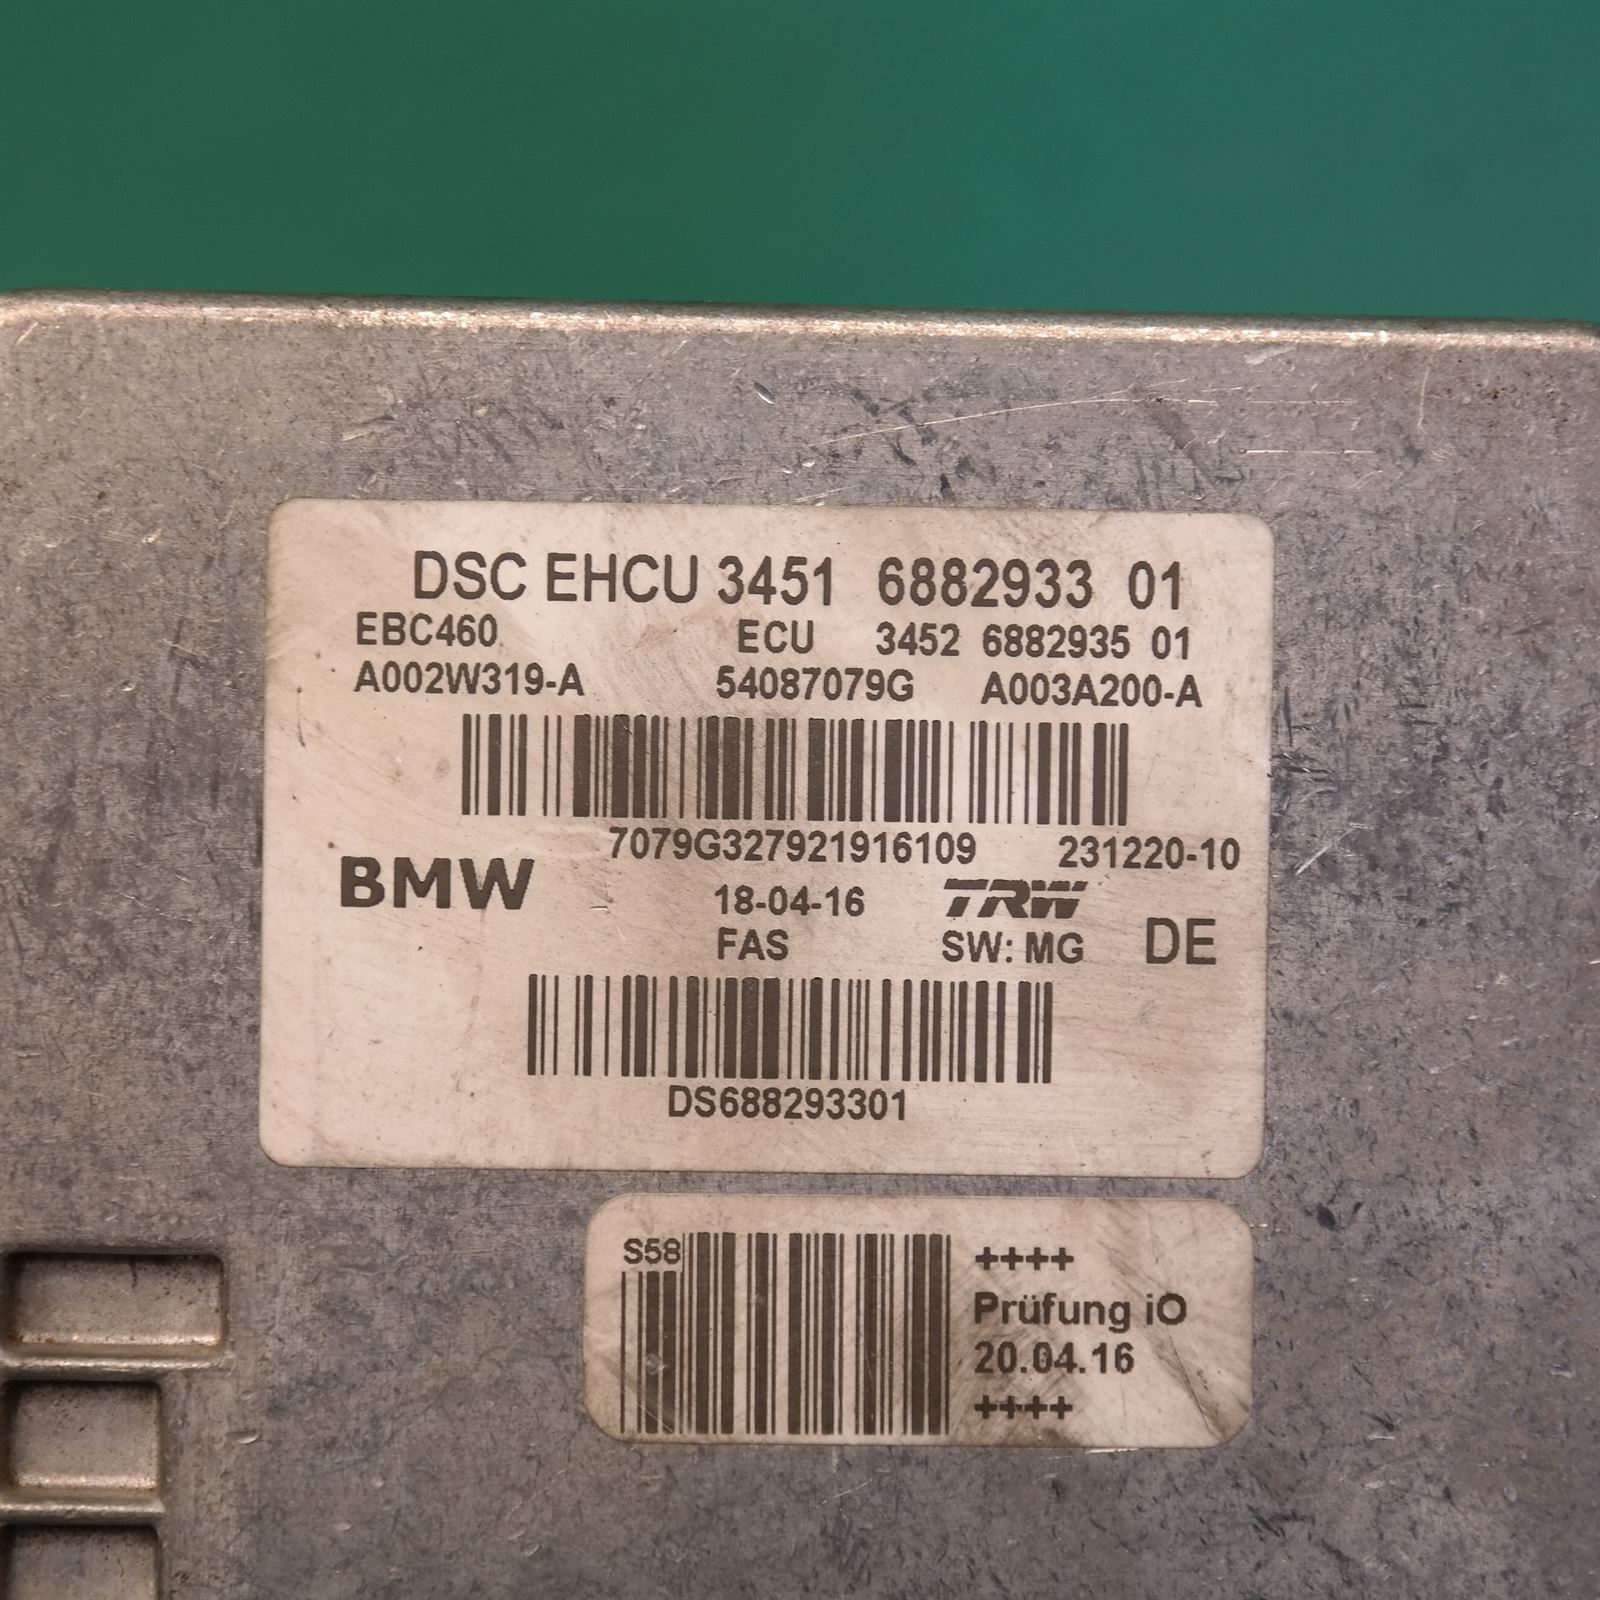 DSC EHCU 3451 6882933 01
EBC460 ECU 3452 6882935 01
A002W319-A 54087079G A003A200-A
7079G327921916109 231220-10
BMW 18-04-16 TRW
FAS SW: MG DE
DS688293301
S58 ++++
Prüfung iO
20.04.16
++++